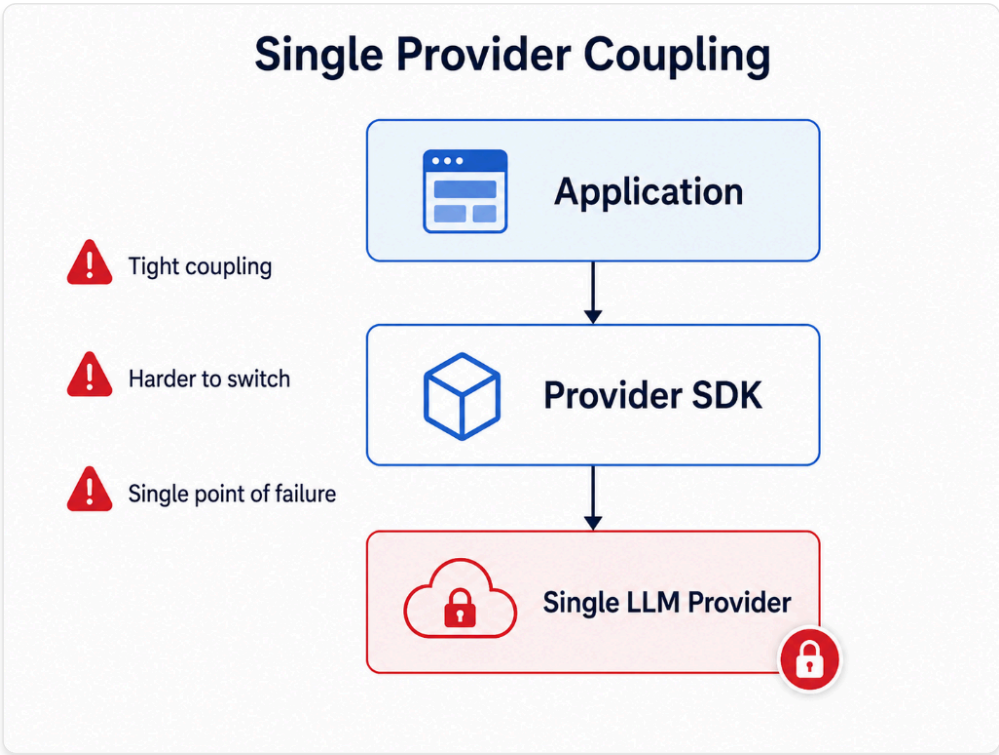 Single Provider Coupling
Application
Tight coupling
Harder to switch
Provider SDK
Single point of failure
Single LLM Provider